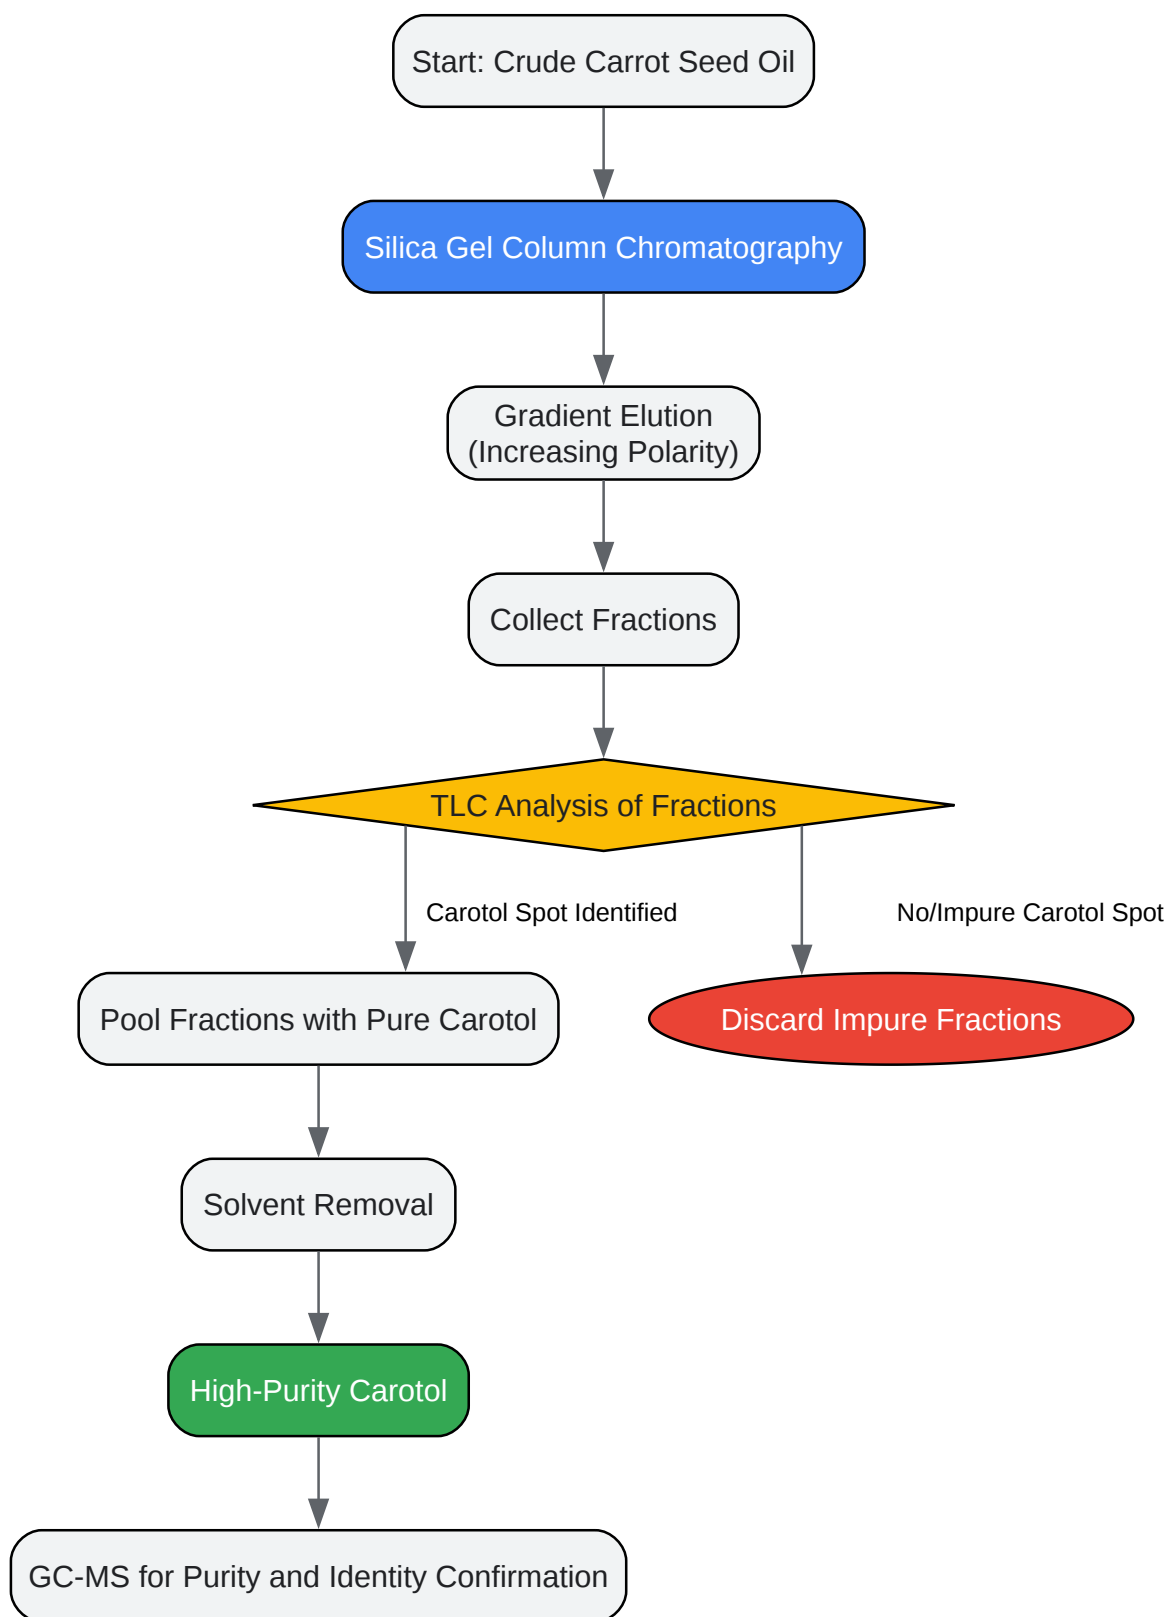 Start: Crude Carrot Seed Oil
Silica Gel Column Chromatography
Gradient Elution
(Increasing Polarity)
Collect Fractions
TLC Analysis of Fractions
Carotol Spot Identified
No/Impure Carotol Spot
Pool Fractions with Pure Carotol
Discard Impure Fractions
Solvent Removal
High-Purity Carotol
GC-MS for Purity and Identity Confirmation